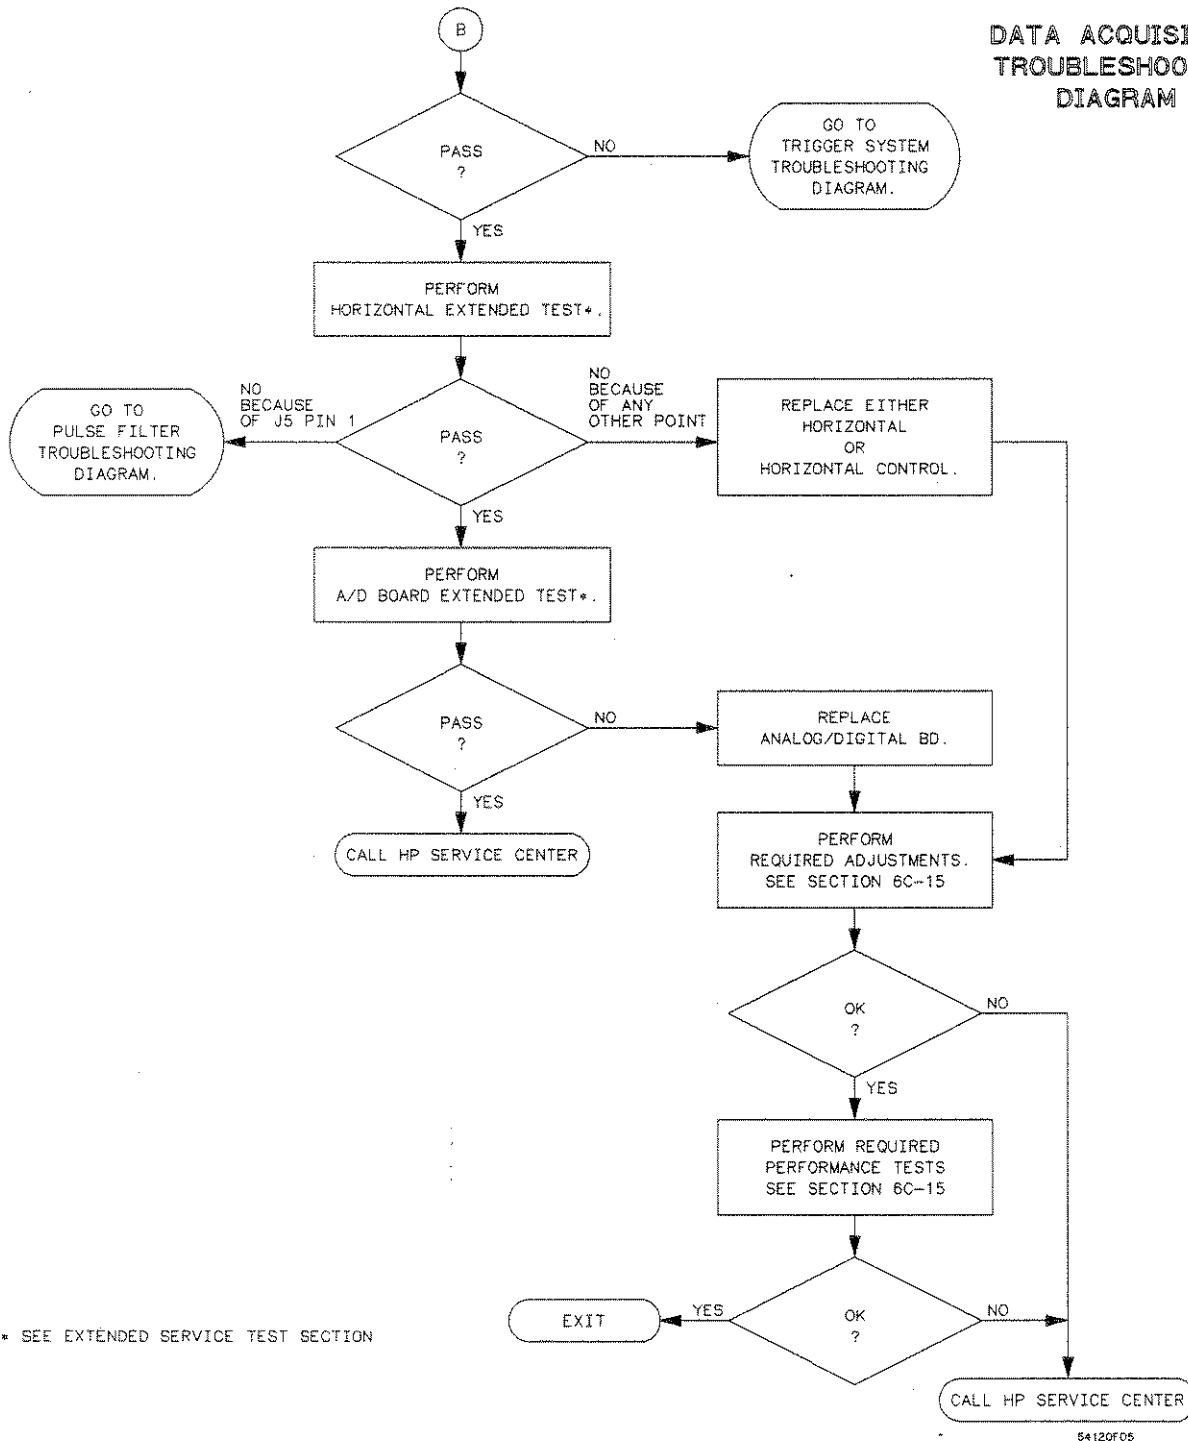 B
DATA ACQUISI
TROUBLESHOO
DIAGRAM
PASS
?
NO
GO TO
TRIGGER SYSTEM
TROUBLESHOOTING
DIAGRAM.
YES
PERFORM
HORIZONTAL EXTENDED TEST*.
GO TO
PULSE FILTER
TROUBLESHOOTING
DIAGRAM.
NO
BECAUSE
OF J5 PIN 1
PASS
?
NO
BECAUSE
OF ANY
OTHER POINT
REPLACE EITHER
HORIZONTAL
OR
HORIZONTAL CONTROL.
YES
PERFORM
A/D BOARD EXTENDED TEST*.
PASS
?
NO
REPLACE
ANALOG/DIGITAL BD.
YES
CALL HP SERVICE CENTER
PERFORM
REQUIRED ADJUSTMENTS.
SEE SECTION 6C-15
OK
?
NO
YES
PERFORM REQUIRED
PERFORMANCE TESTS
SEE SECTION 6C-15
EXIT
YES
OK
?
NO
* SEE EXTENDED SERVICE TEST SECTION
CALL HP SERVICE CENTER
54120F05